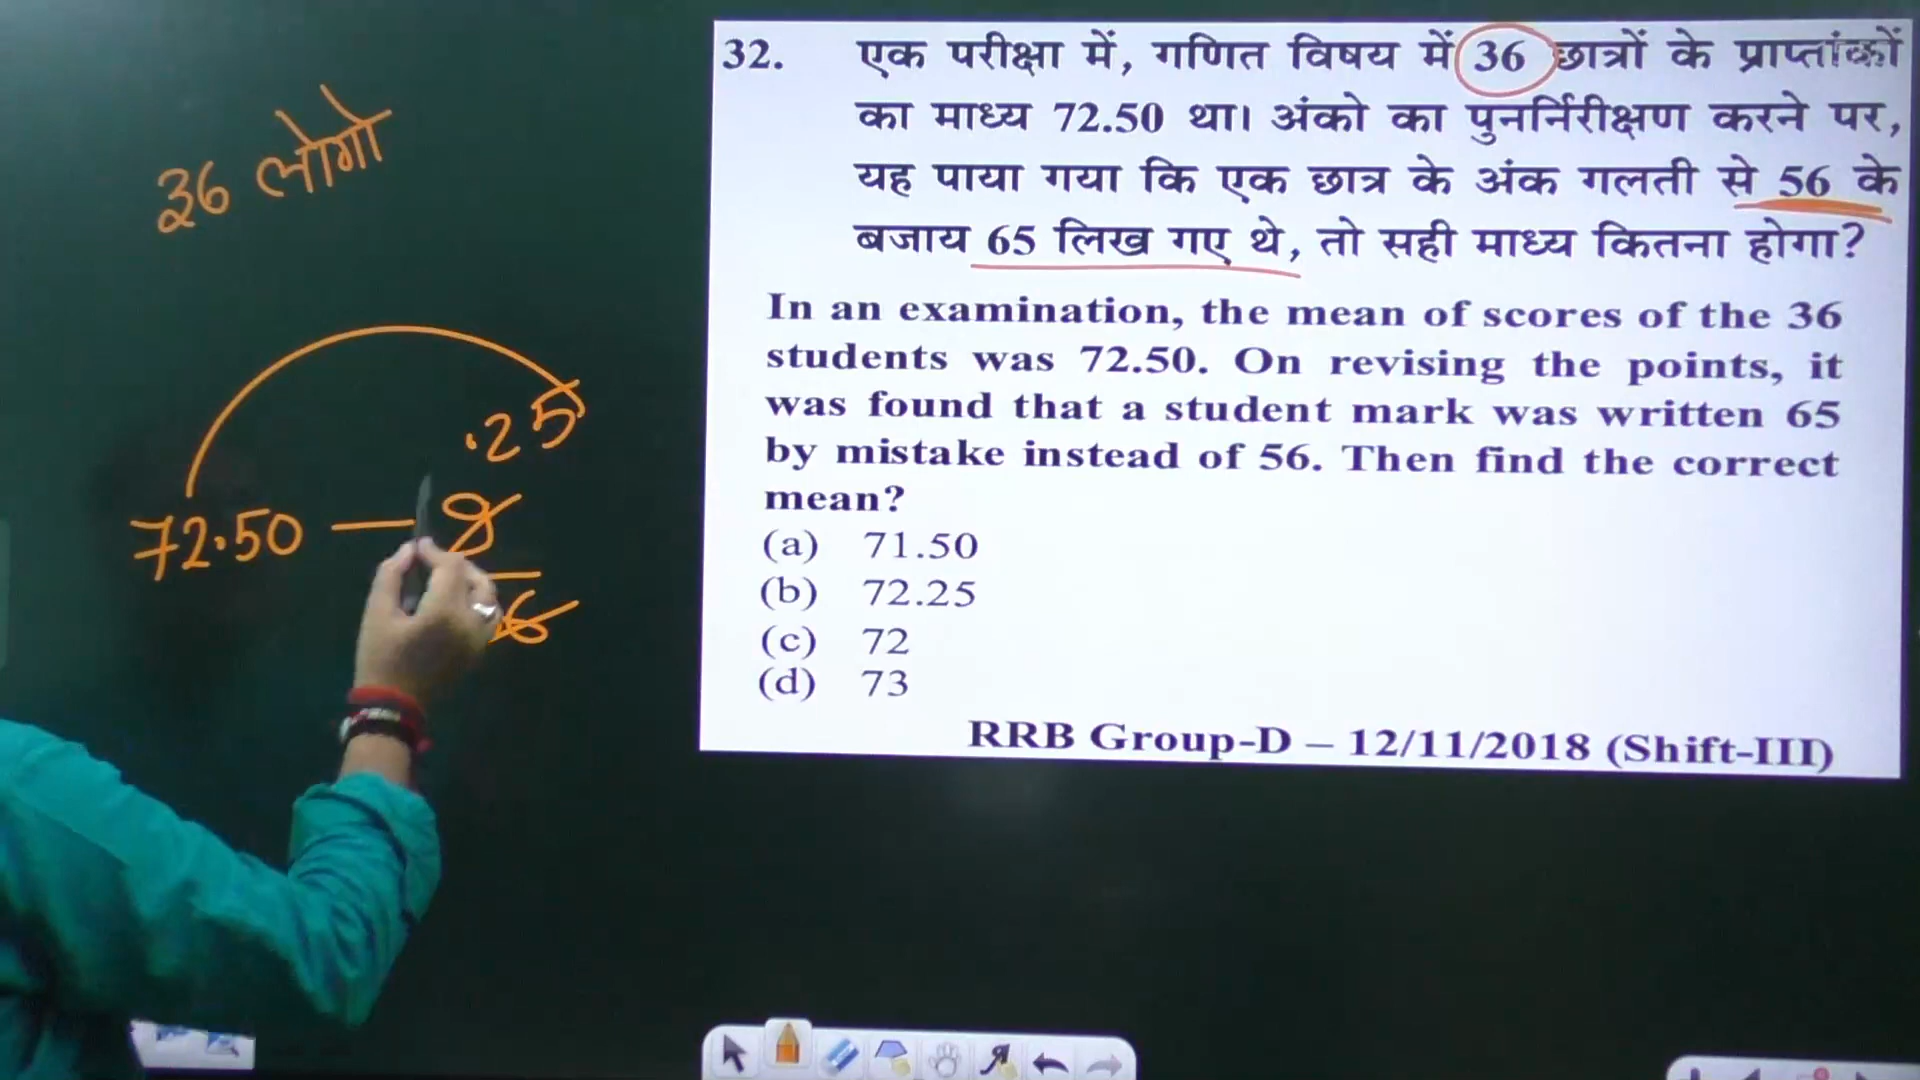 36 लोगो
.25
72.50 — 9
36
32. एक परीक्षा में, गणित विषय में 36 छात्रों के प्राप्तांकों
का माध्य 72.50 था। अंको का पुनर्निरीक्षण करने पर,
यह पाया गया कि एक छात्र के अंक गलती से 56 के
बजाय 65 लिख गए थे, तो सही माध्य कितना होगा?
In an examination, the mean of scores of the 36
students was 72.50. On revising the points, it
was found that a student mark was written 65
by mistake instead of 56. Then find the correct
mean?
(a) 71.50
(b) 72.25
(c) 72
(d) 73
RRB Group-D – 12/11/2018 (Shift-III)